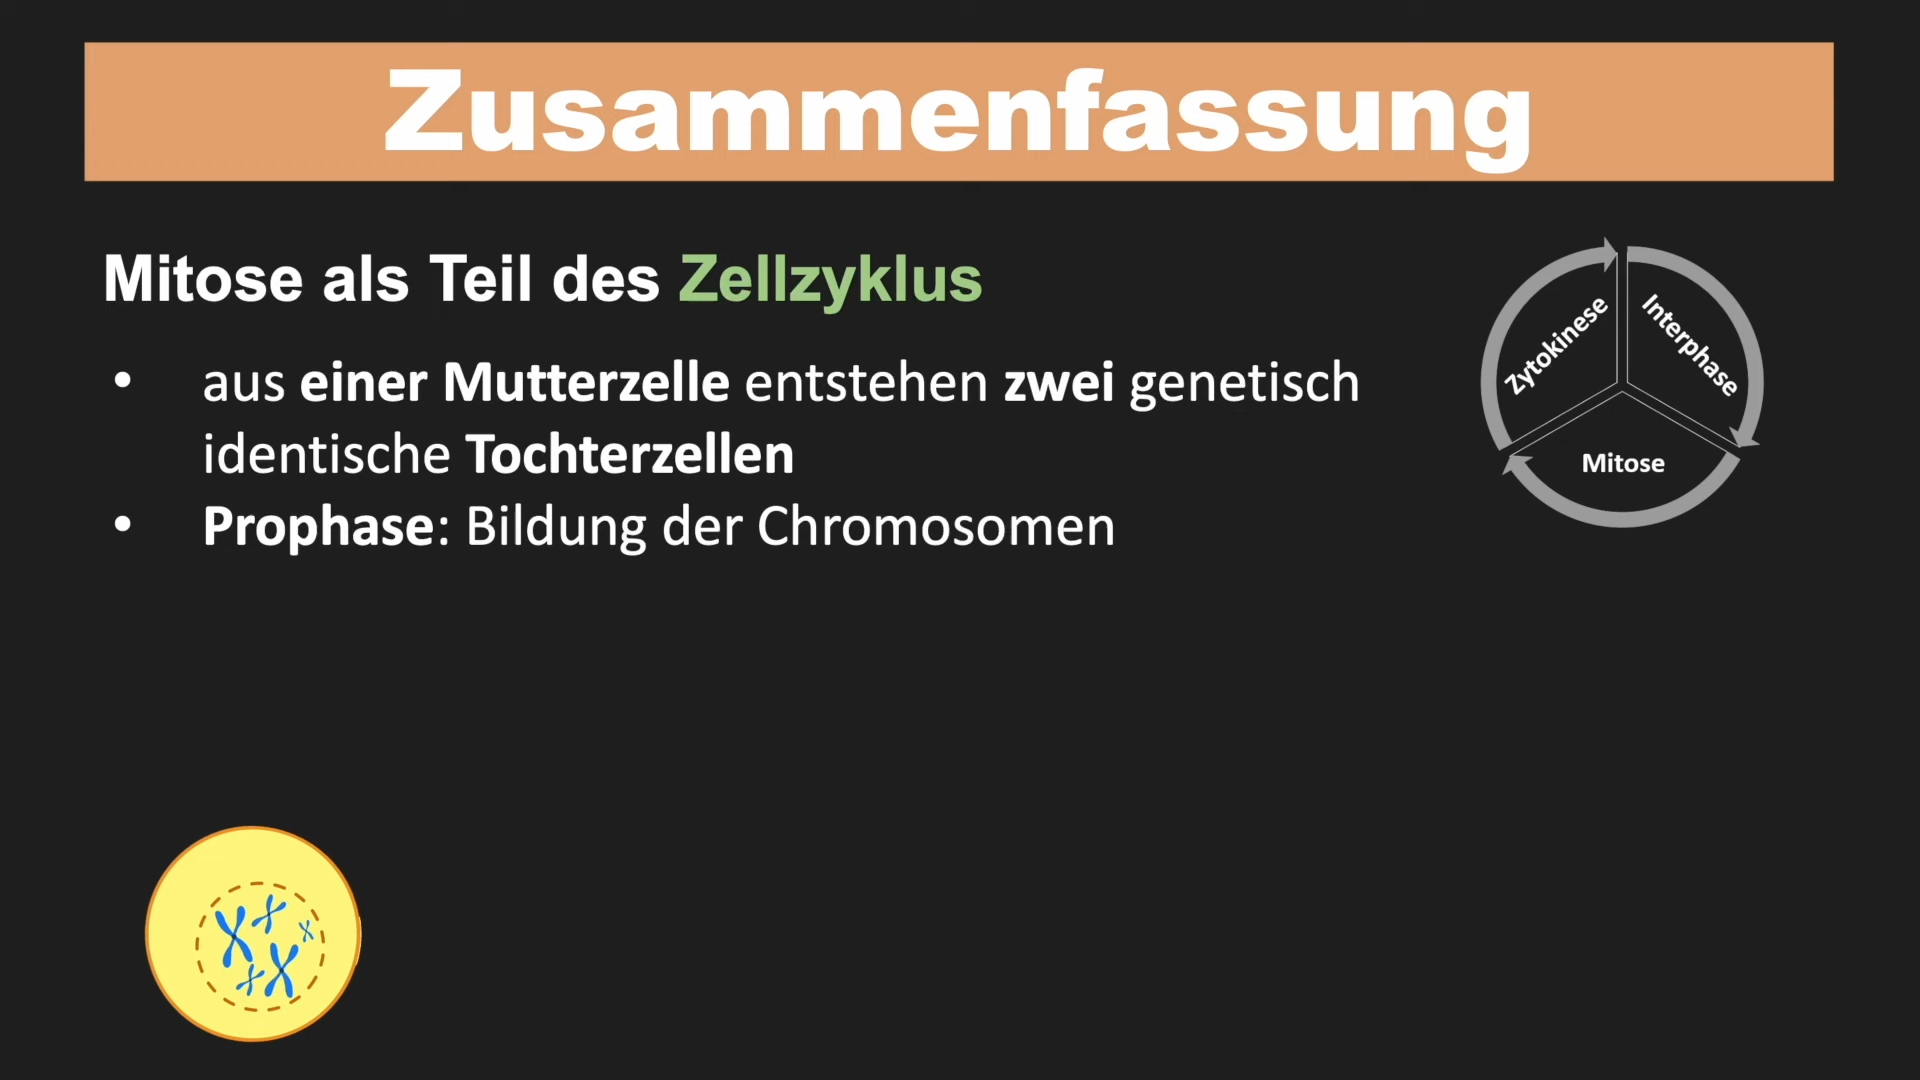 Zusammenfassung
Mitose als Teil des Zellzyklus
• aus einer Mutterzelle entstehen zwei genetisch
identische Tochterzellen
• Prophase: Bildung der Chromosomen
Zytokinese
Interphase
Mitose